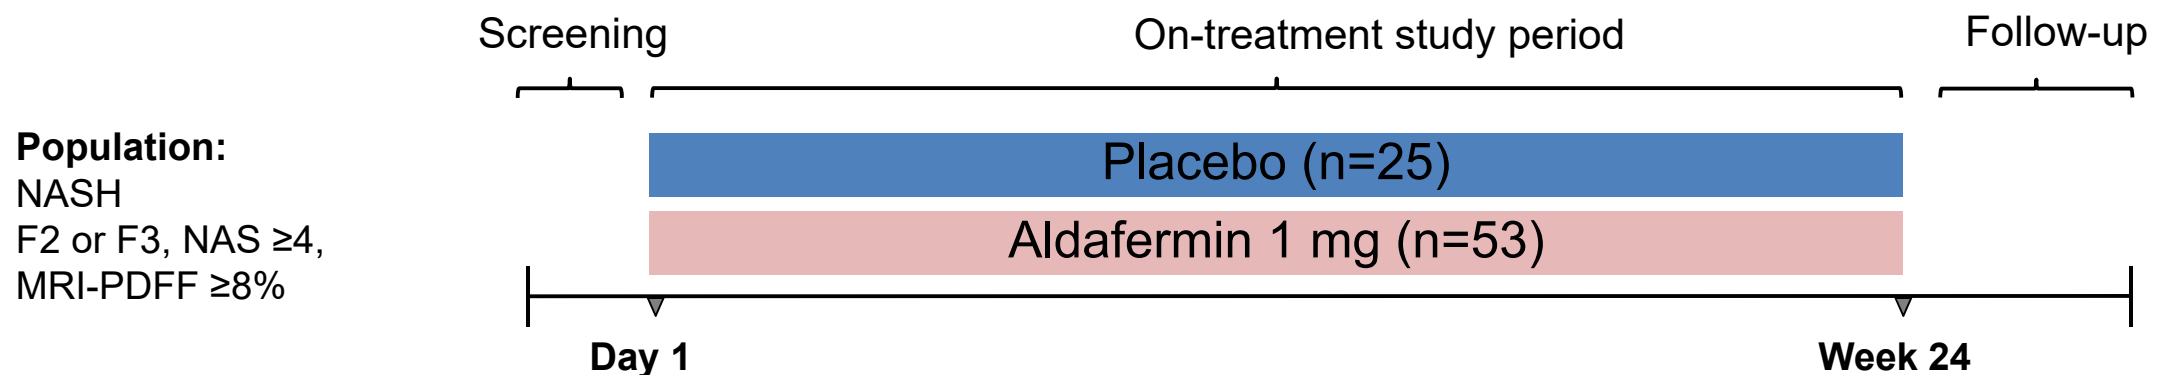 Screening
On-treatment study period
Follow-up
Population:
NASH
F2 or F3, NAS ≥4,
MRI-PDFF ≥8%
Placebo (n=25)
Aldafermin 1 mg (n=53)
Day 1
Week 24